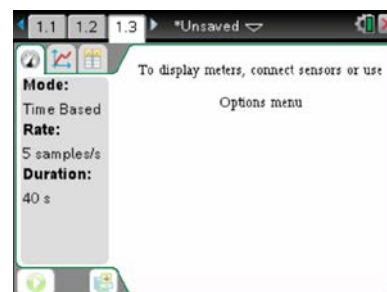 1.1 1.2 1.3 *Unsaved
To display meters, connect sensors or use
Options menu
Mode:
Time Based
Rate:
5 samples/s
Duration:
40 s